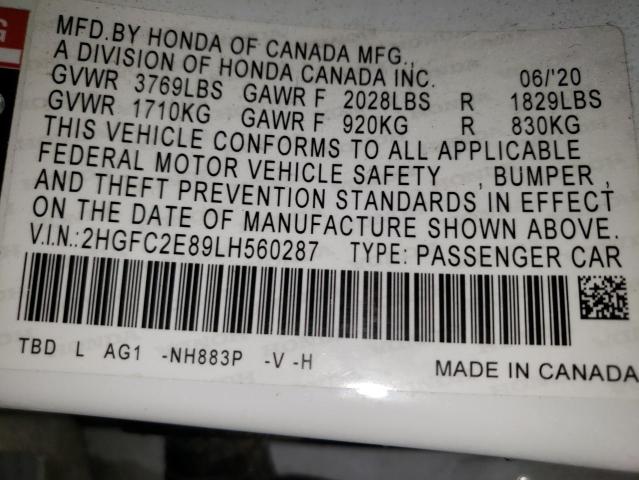 MFD.BY HONDA OF CANADA MFG.,
A DIVISION OF HONDA CANADA INC. 06/'20
GVWR 3769LBS GAWR F 2028LBS R 1829LBS
GVWR 1710KG GAWR F 920KG R 830KG
THIS VEHICLE CONFORMS TO ALL APPLICABLE
FEDERAL MOTOR VEHICLE SAFETY , BUMPER ,
AND THEFT PREVENTION STANDARDS IN EFFECT
ON THE DATE OF MANUFACTURE SHOWN ABOVE.
V.I.N.:2HGFC2E89LH560287 TYPE: PASSENGER CAR
TBD L AG1 -NH883P -V -H MADE IN CANADA